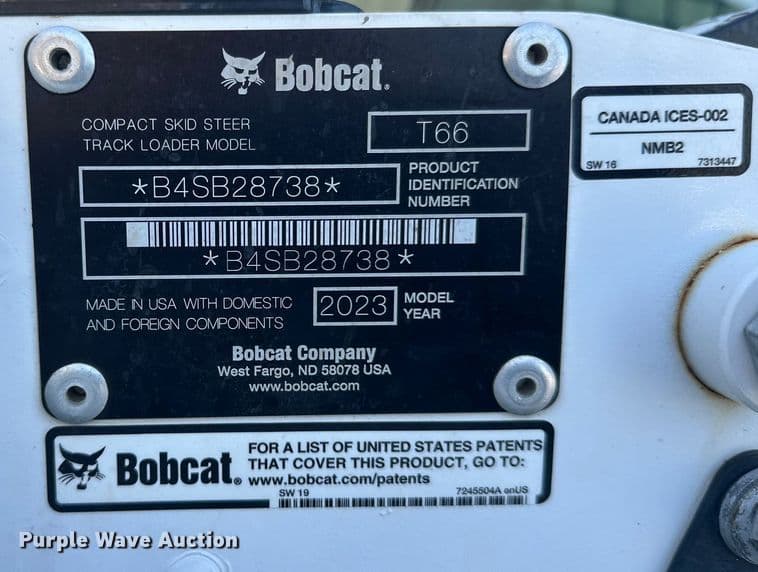 Bobcat.
COMPACT SKID STEER
TRACK LOADER MODEL
T66
*B4SB28738*
PRODUCT
IDENTIFICATION
NUMBER
*B4SB28738*
MADE IN USA WITH DOMESTIC
AND FOREIGN COMPONENTS
2023
MODEL
YEAR
Bobcat Company
West Fargo, ND 58078 USA
www.bobcat.com
CANADA ICES-002
NMB2
SW 16 7313447
Bobcat.
FOR A LIST OF UNITED STATES PATENTS
THAT COVER THIS PRODUCT, GO TO:
www.bobcat.com/patents
SW 19 7245504A enUS
Purple Wave Auction